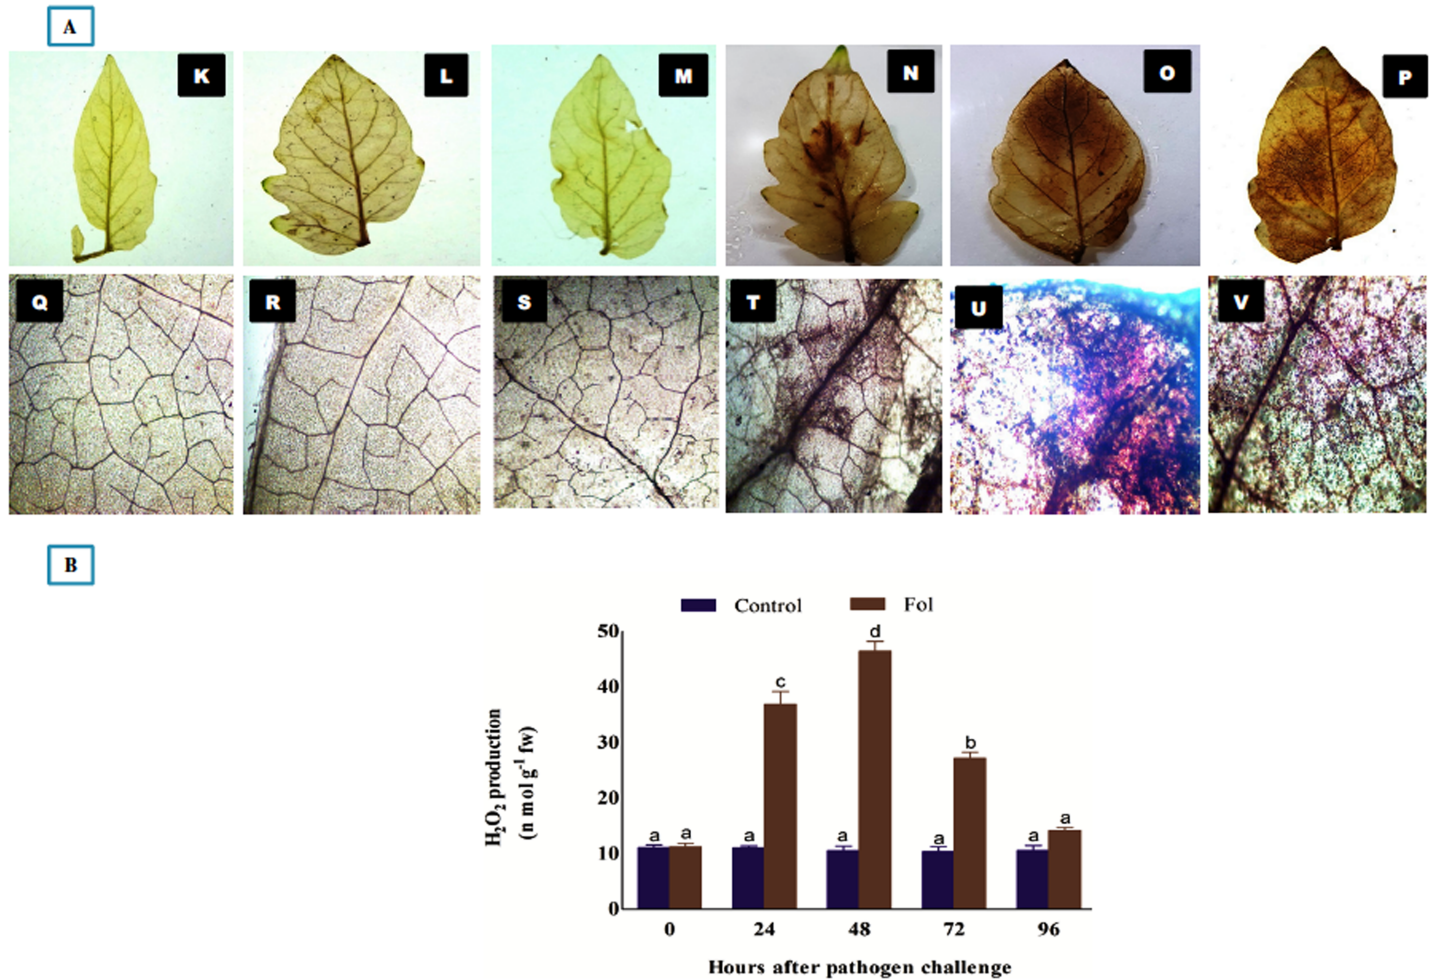 A
K L M N O P
Q R S T U V
B
Control Fol
50
40
30
20
10
0
H2O2 production
(n mol g-1 fw)
a a a c a d a b a a
0 24 48 72 96
Hours after pathogen challenge